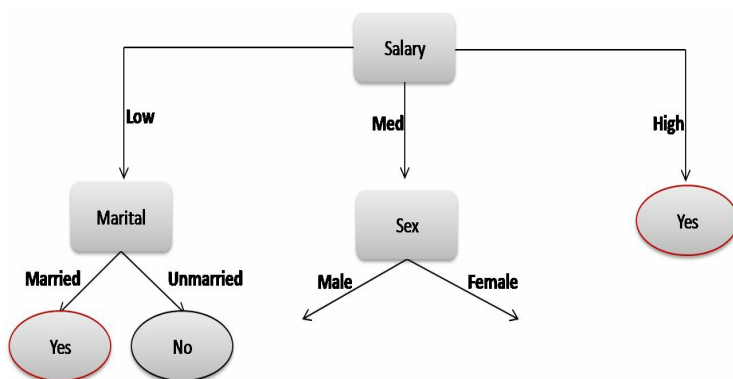 Salary
Low
Med
High
Marital
Sex
Yes
Married
Unmarried
Male
Female
Yes
No